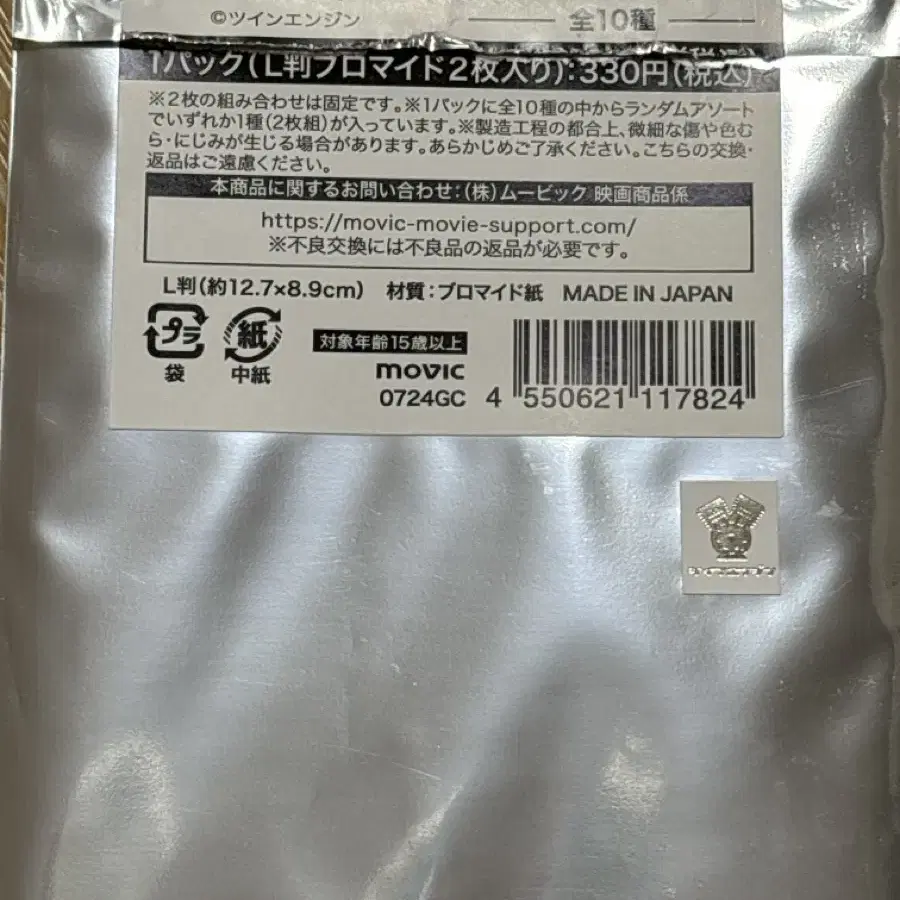 ©ツインエンジン
全10種
1パック(L判ブロマイド2枚入り):330円(税込)
※2枚の組み合わせは固定です。※1パックに全10種の中からランダムアソート
でいずれか1種(2枚組)が入っています。※製造工程の都合上、微細な傷や色む
ら・にじみが生じる場合があります。あらかじめご了承ください。こちらの交換・
返品はご遠慮ください。
本商品に関するお問い合わせ:(株)ムービック 映画商品係
https://movic-movie-support.com/
※不良交換には不良品の返品が必要です。
L判(約12.7×8.9cm) 材質:ブロマイド紙 MADE IN JAPAN
プラ 紙 対象年齢15歳以上
袋 中紙 movic
0724GC 4 550621 117824
ツインエンジン